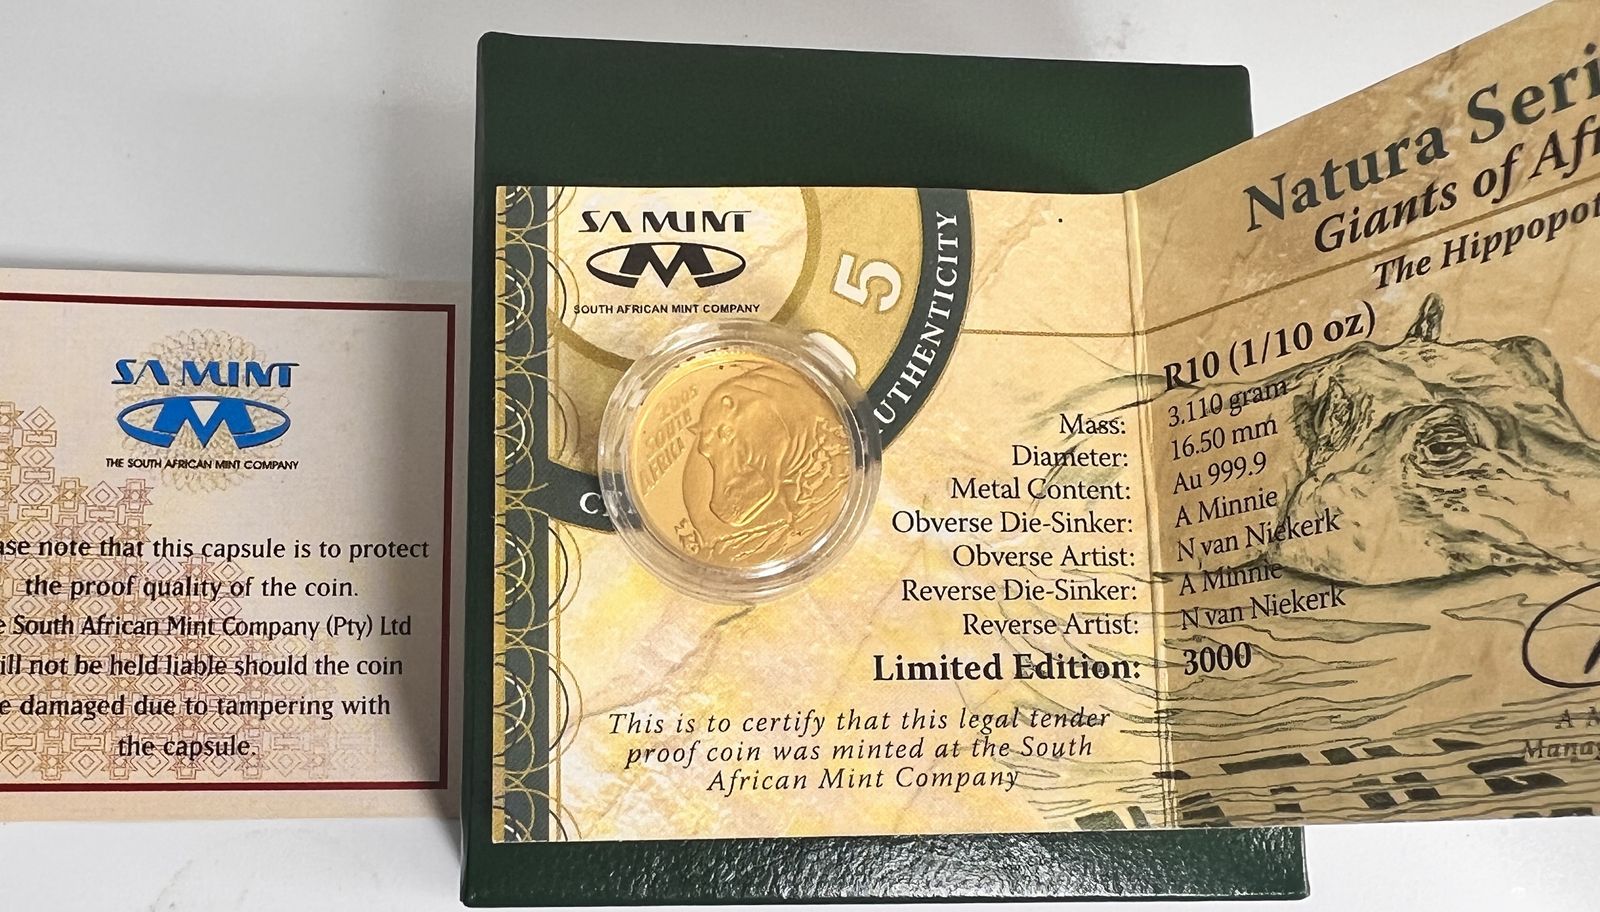 SA MINT
THE SOUTH AFRICAN MINT COMPANY
ase note that this capsule is to protect
the proof quality of the coin.
e South African Mint Company (Pty) Ltd
ill not be held liable should the coin
e damaged due to tampering with
the capsule.
SA MINT
SOUTH AFRICAN MINT COMPANY
5
AUTHENTICITY
2005
SOUTH
AFRICA
Natura Seri
Giants of Afr
The Hippopot
R10 (1/10 oz)
Mass: 3.110 gram
Diameter: 16.50 mm
Metal Content: Au 999.9
Obverse Die-Sinker: A Minnie
Obverse Artist: N van Niekerk
Reverse Die-Sinker: A Minnie
Reverse Artist: N van Niekerk
Limited Edition: 3000
This is to certify that this legal tender
proof coin was minted at the South
African Mint Company